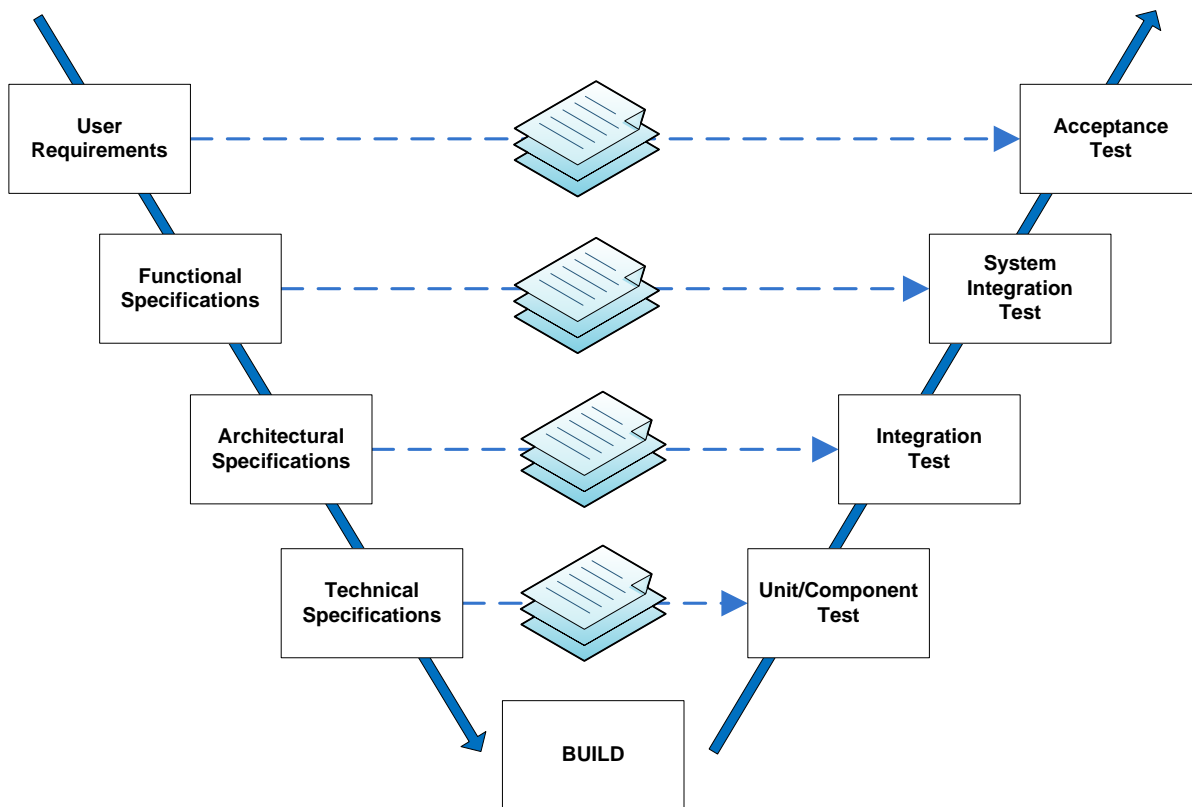 User
Requirements
Acceptance
Test
Functional
Specifications
System
Integration
Test
Architectural
Specifications
Integration
Test
Technical
Specifications
Unit/Component
Test
BUILD